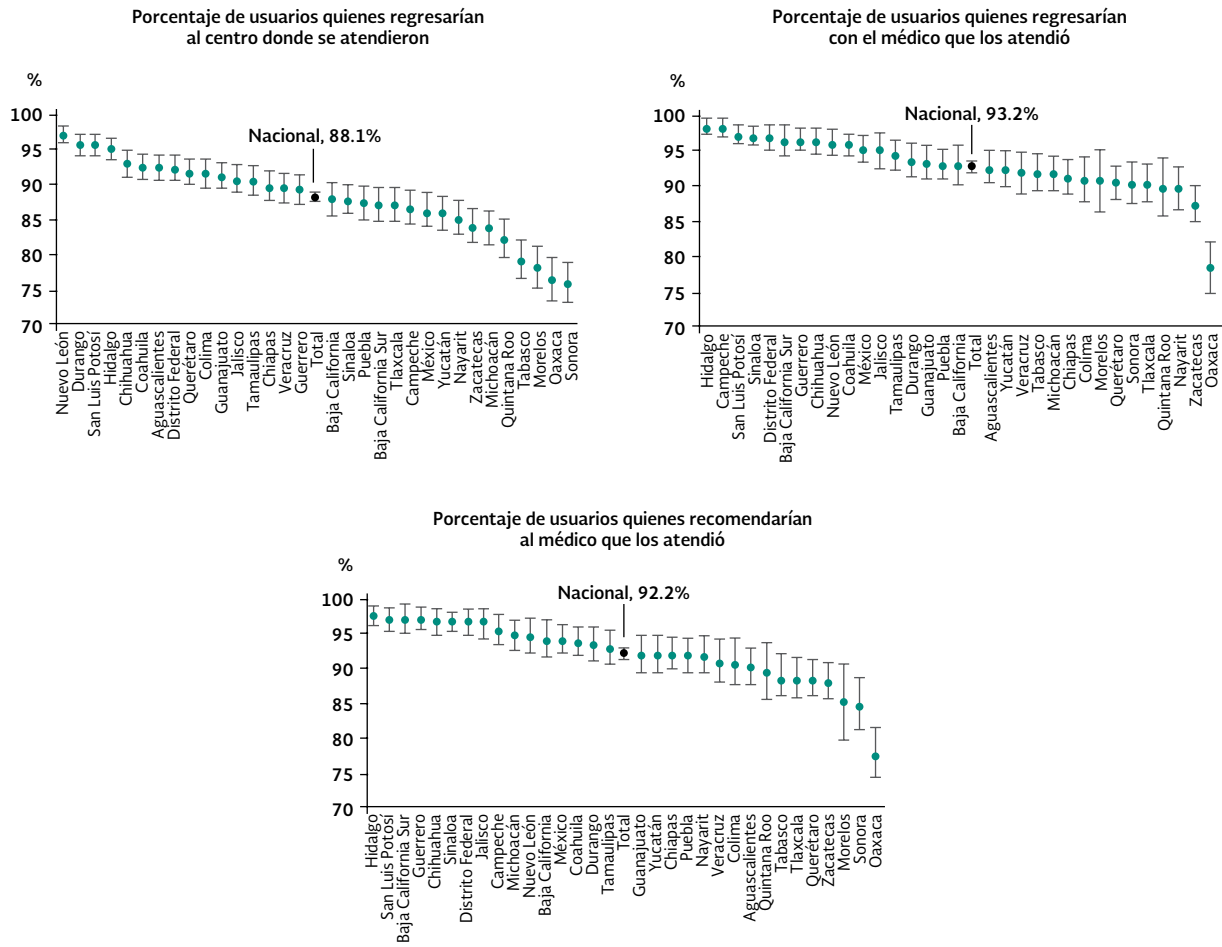 Porcentaje de usuarios quienes regresarían
al centro donde se atendieron
%
100
95
90
85
80
75
70
Nacional, 88.1%
Nuevo León
Durango
San Luis Potosí
Hidalgo
Chihuahua
Coahuila
Aguascalientes
Distrito Federal
Querétaro
Colima
Guanajuato
Jalisco
Tamaulipas
Chiapas
Veracruz
Guerrero
Total
Baja California
Sinaloa
Puebla
Baja California Sur
Tlaxcala
Campeche
México
Yucatán
Nayarit
Zacatecas
Michoacán
Quintana Roo
Tabasco
Morelos
Oaxaca
Sonora
Porcentaje de usuarios quienes regresarían
con el médico que los atendió
%
100
95
90
85
80
75
70
Nacional, 93.2%
Hidalgo
Campeche
San Luis Potosí
Sinaloa
Distrito Federal
Baja California Sur
Guerrero
Chihuahua
Nuevo León
Coahuila
México
Jalisco
Tamaulipas
Durango
Guanajuato
Puebla
Baja California
Total
Aguascalientes
Yucatán
Veracruz
Tabasco
Michoacán
Chiapas
Colima
Morelos
Querétaro
Sonora
Tlaxcala
Quintana Roo
Nayarit
Zacatecas
Oaxaca
Porcentaje de usuarios quienes recomendarían
al médico que los atendió
%
100
95
90
85
80
75
70
Nacional, 92.2%
Hidalgo
San Luis Potosí
Baja California Sur
Guerrero
Chihuahua
Sinaloa
Distrito Federal
Jalisco
Campeche
Michoacán
Nuevo León
Baja California
México
Coahuila
Durango
Tamaulipas
Total
Guanajuato
Yucatán
Chiapas
Puebla
Nayarit
Veracruz
Colima
Aguascalientes
Quintana Roo
Tabasco
Tlaxcala
Querétaro
Zacatecas
Morelos
Sonora
Oaxaca